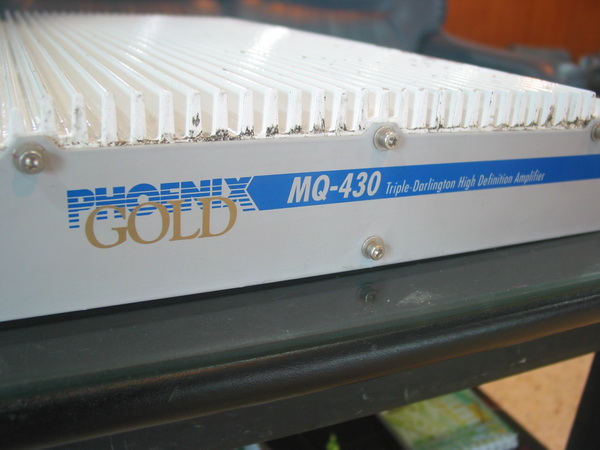 PHOENIX
GOLD
MQ-430 Triple-Darlington High Definition Amplifier